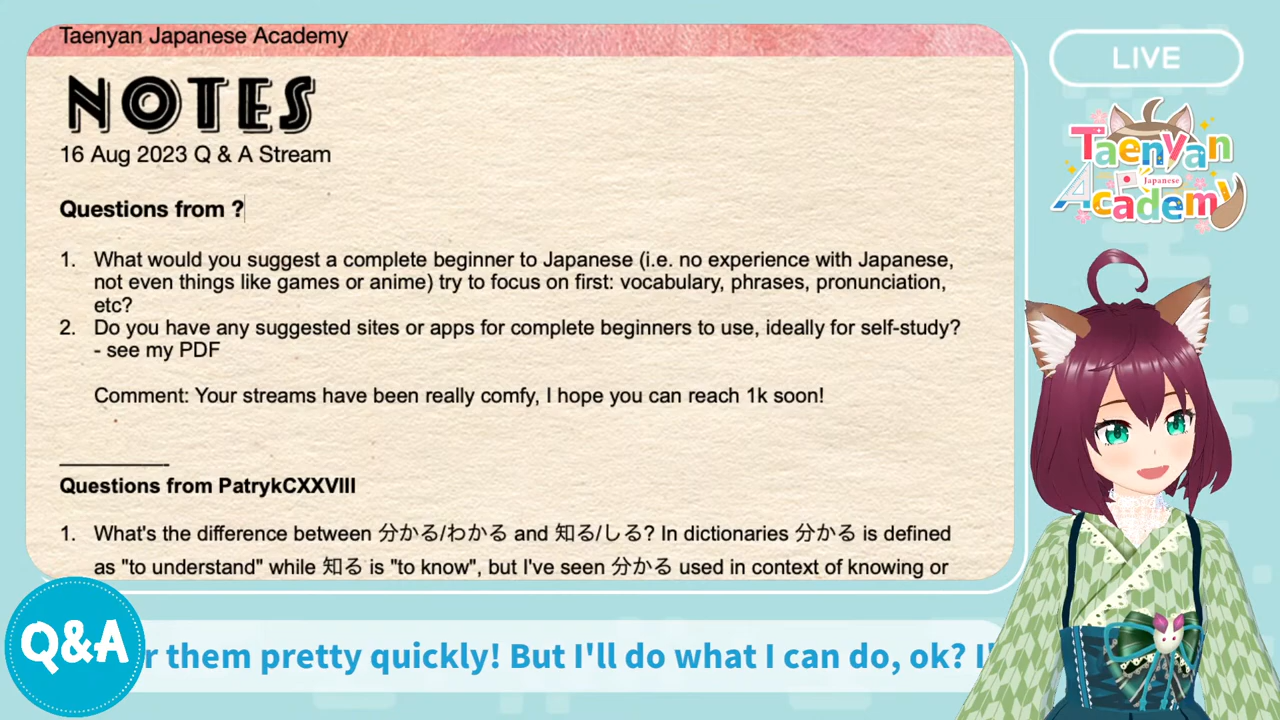 Taenyan Japanese Academy
NOTES
16 Aug 2023 Q & A Stream
Questions from ?
1. What would you suggest a complete beginner to Japanese (i.e. no experience with Japanese,
not even things like games or anime) try to focus on first: vocabulary, phrases, pronunciation,
etc?
2. Do you have any suggested sites or apps for complete beginners to use, ideally for self-study?
- see my PDF
Comment: Your streams have been really comfy, I hope you can reach 1k soon!
Questions from PatrykCXXVIII
1. What's the difference between 分かる/わかる and 知る/しる? In dictionaries 分かる is defined
as "to understand" while 知る is "to know", but I've seen 分かる used in context of knowing or
LIVE
Taenyan
Japanese
Academy
Q&A
them pretty quickly! But I'll do what I can do, ok?